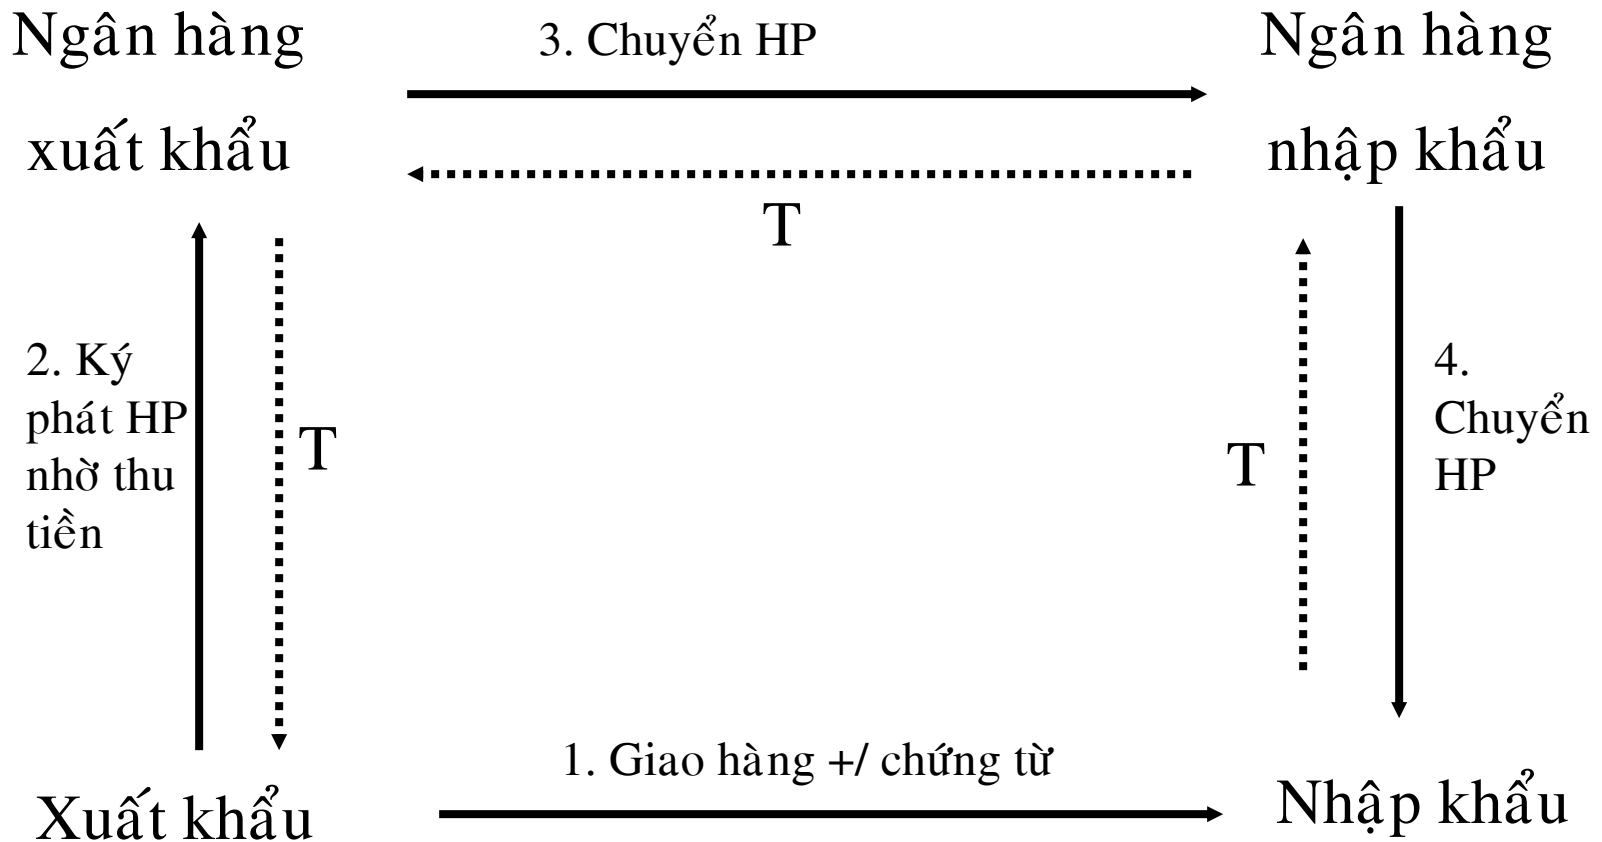 Ngân hàng
xuất khẩu
3. Chuyển HP
Ngân hàng
nhập khẩu
T
2. Ký
phát HP
nhờ thu
tiền
T
T
4.
Chuyển
HP
1. Giao hàng +/ chứng từ
Xuất khẩu
Nhập khẩu